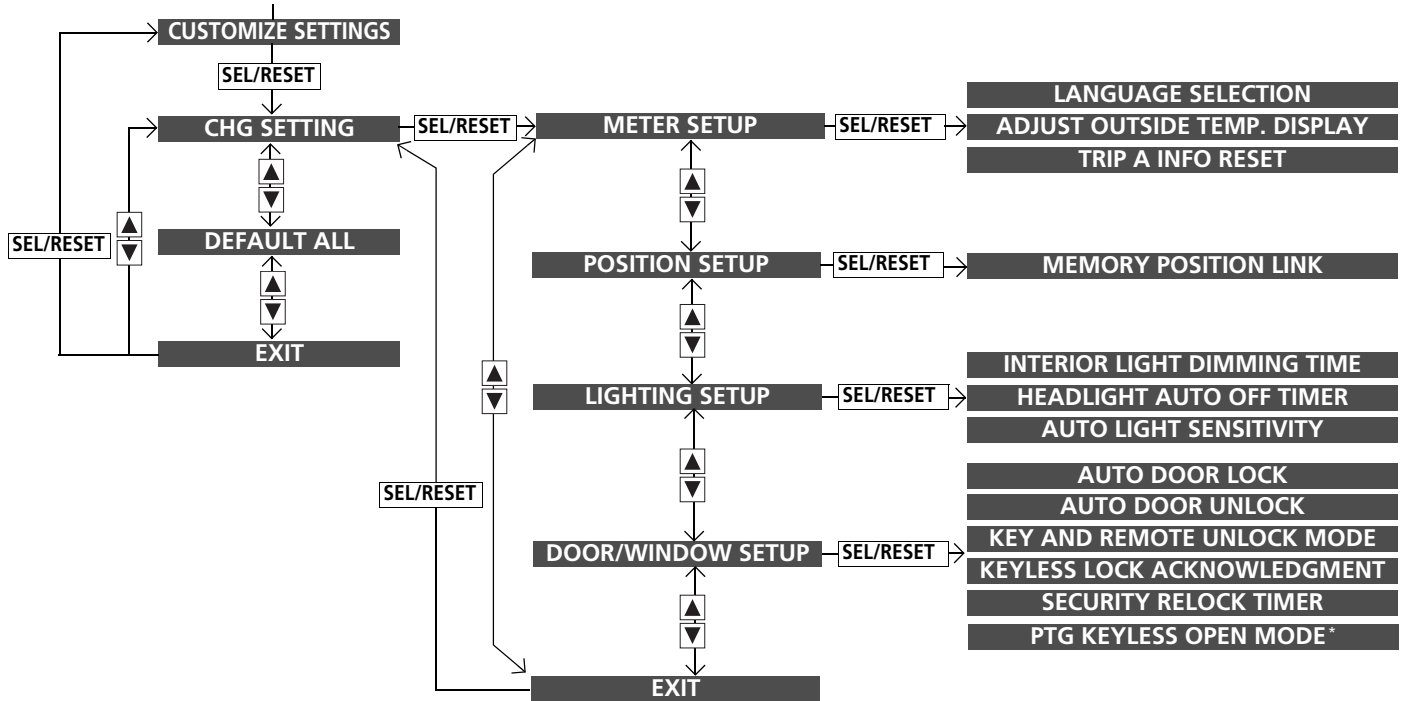 CUSTOMIZE SETTINGS
SEL/RESET
CHG SETTING
SEL/RESET
▲
▼
DEFAULT ALL
▲
▼
EXIT
▲
▼
SEL/RESET
METER SETUP
SEL/RESET
LANGUAGE SELECTION
ADJUST OUTSIDE TEMP. DISPLAY
TRIP A INFO RESET
▲
▼
POSITION SETUP
SEL/RESET
MEMORY POSITION LINK
▲
▼
LIGHTING SETUP
SEL/RESET
INTERIOR LIGHT DIMMING TIME
HEADLIGHT AUTO OFF TIMER
AUTO LIGHT SENSITIVITY
▲
▼
DOOR/WINDOW SETUP
SEL/RESET
AUTO DOOR LOCK
AUTO DOOR UNLOCK
KEY AND REMOTE UNLOCK MODE
KEYLESS LOCK ACKNOWLEDGMENT
SECURITY RELOCK TIMER
PTG KEYLESS OPEN MODE*
▲
▼
EXIT
▲
▼
SEL/RESET